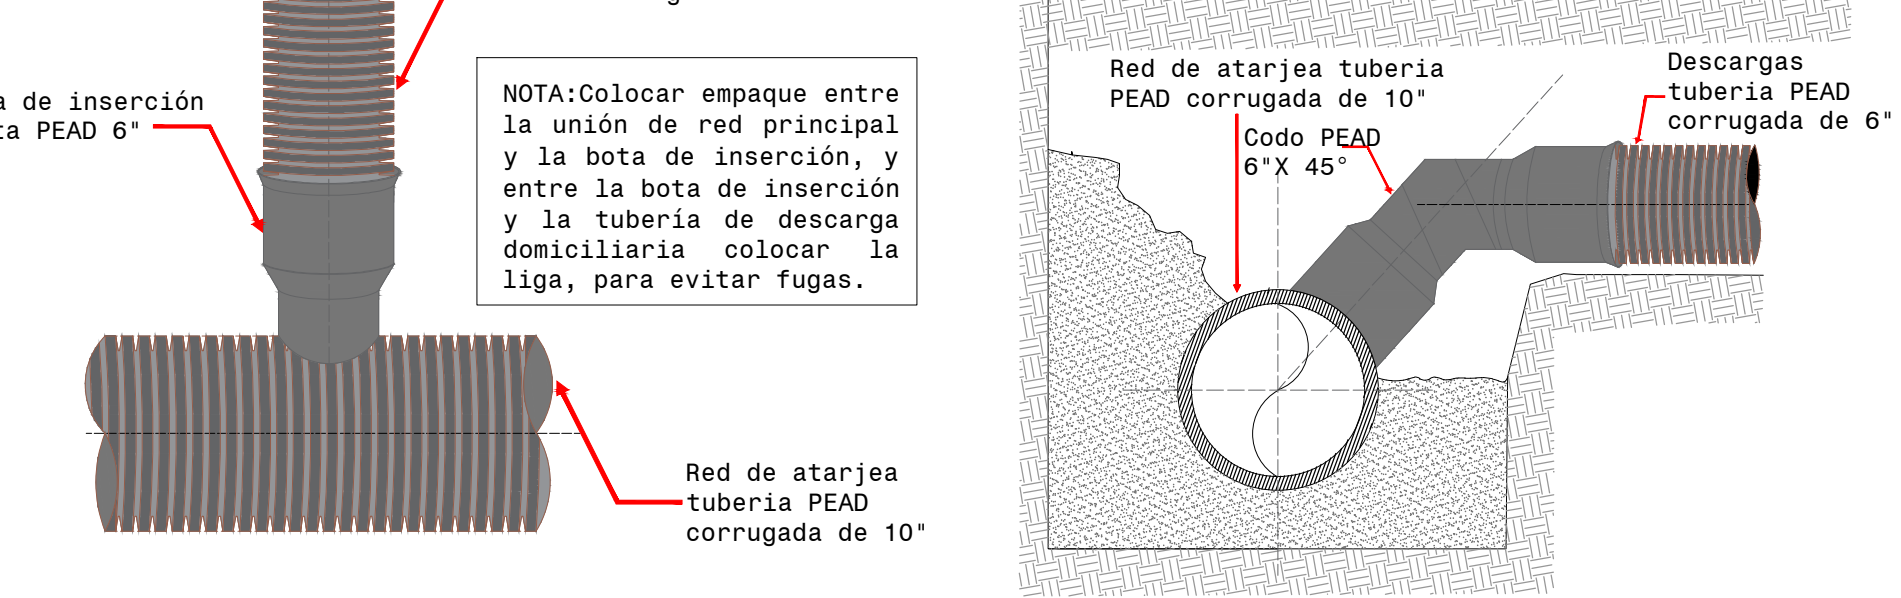 de inserción
PEAD 6"
NOTA:Colocar empaque entre
la unión de red principal
y la bota de inserción, y
entre la bota de inserción
y la tubería de descarga
domiciliaria colocar la
liga, para evitar fugas.
Red de atarjea
tuberia PEAD
corrugada de 10"
Red de atarjea tuberia
PEAD corrugada de 10"
Codo PEAD
6"X 45°
Descargas
tuberia PEAD
corrugada de 6"